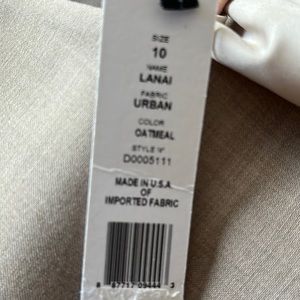 SIZE
10
NAME
LANAI
FABRIC
URBAN
COLOR
OATMEAL
STYLE "#"
D0005111
MADE IN U.S.A
OF
IMPORTED FABRIC